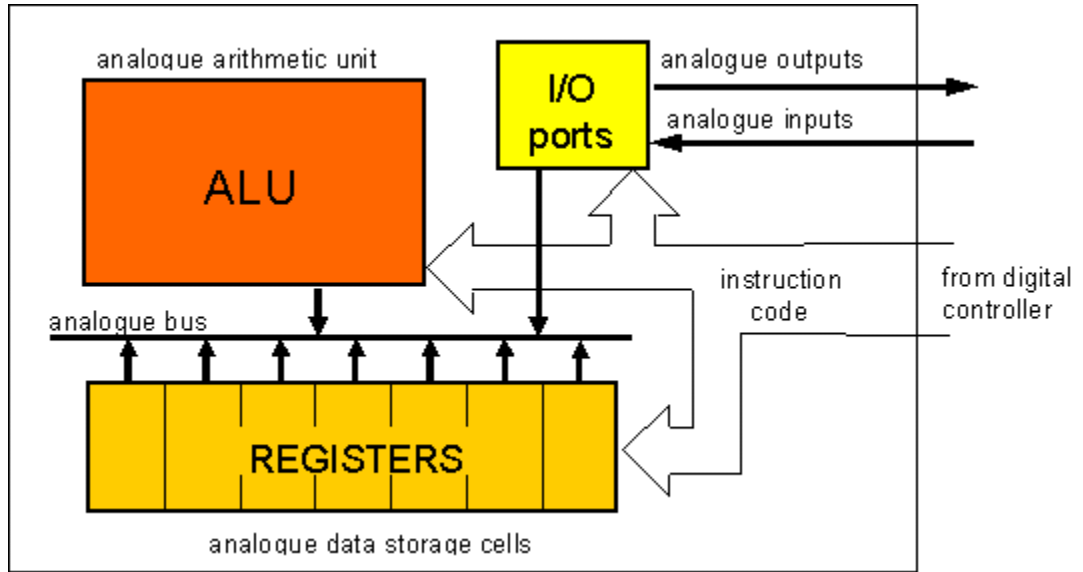 analogue arithmetic unit
ALU
I/O
ports
analogue outputs
analogue inputs
instruction
code
from digital
controller
analogue bus
REGISTERS
analogue data storage cells